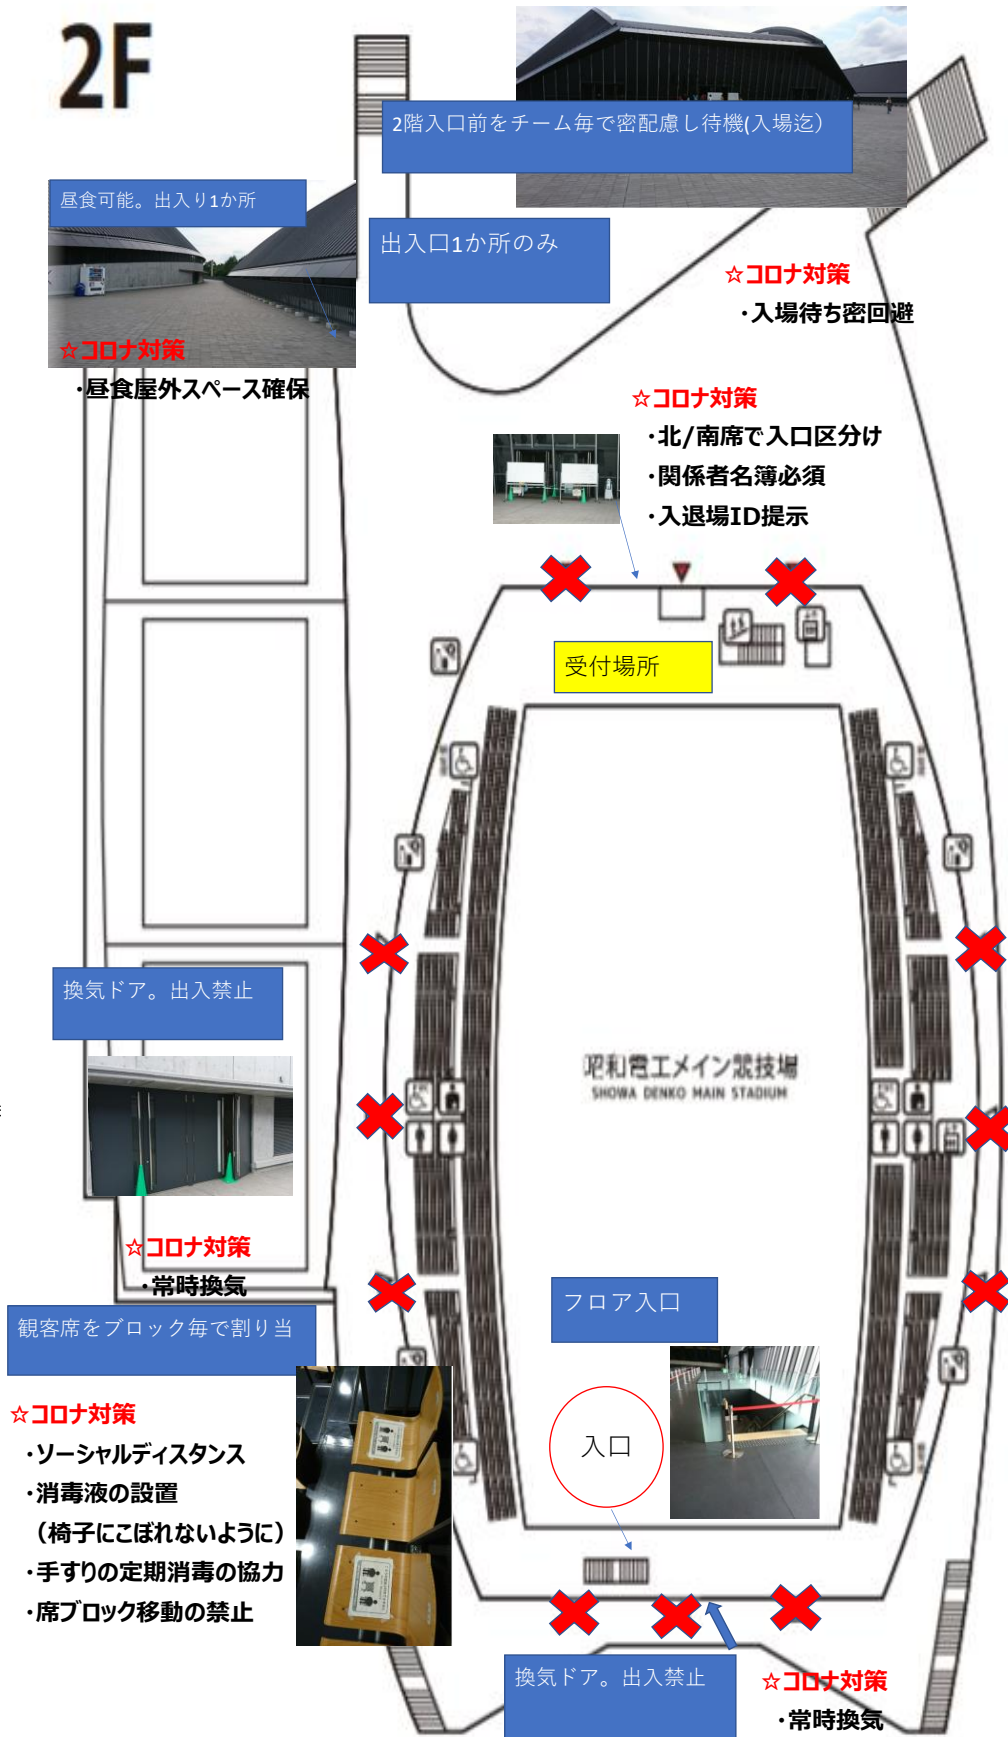 2F
2階入口前をチーム毎で密配慮し待機(入場迄)
昼食可能。出入り1か所
出入口1か所のみ
☆コロナ対策
・入場待ち密回避
☆コロナ対策
・昼食屋外スペース確保
☆コロナ対策
・北/南席で入口区分け
・関係者名簿必須
・入退場ID提示
受付場所
換気ドア。出入禁止
昭和電工メイン競技場
SHOWA DENKO MAIN STADIUM
☆コロナ対策
・常時換気
フロア入口
観客席をブロック毎で割り当
入口
☆コロナ対策
・ソーシャルディスタンス
・消毒液の設置
（椅子にこぼれないように）
・手すりの定期消毒の協力
・席ブロック移動の禁止
換気ドア。出入禁止
☆コロナ対策
・常時換気